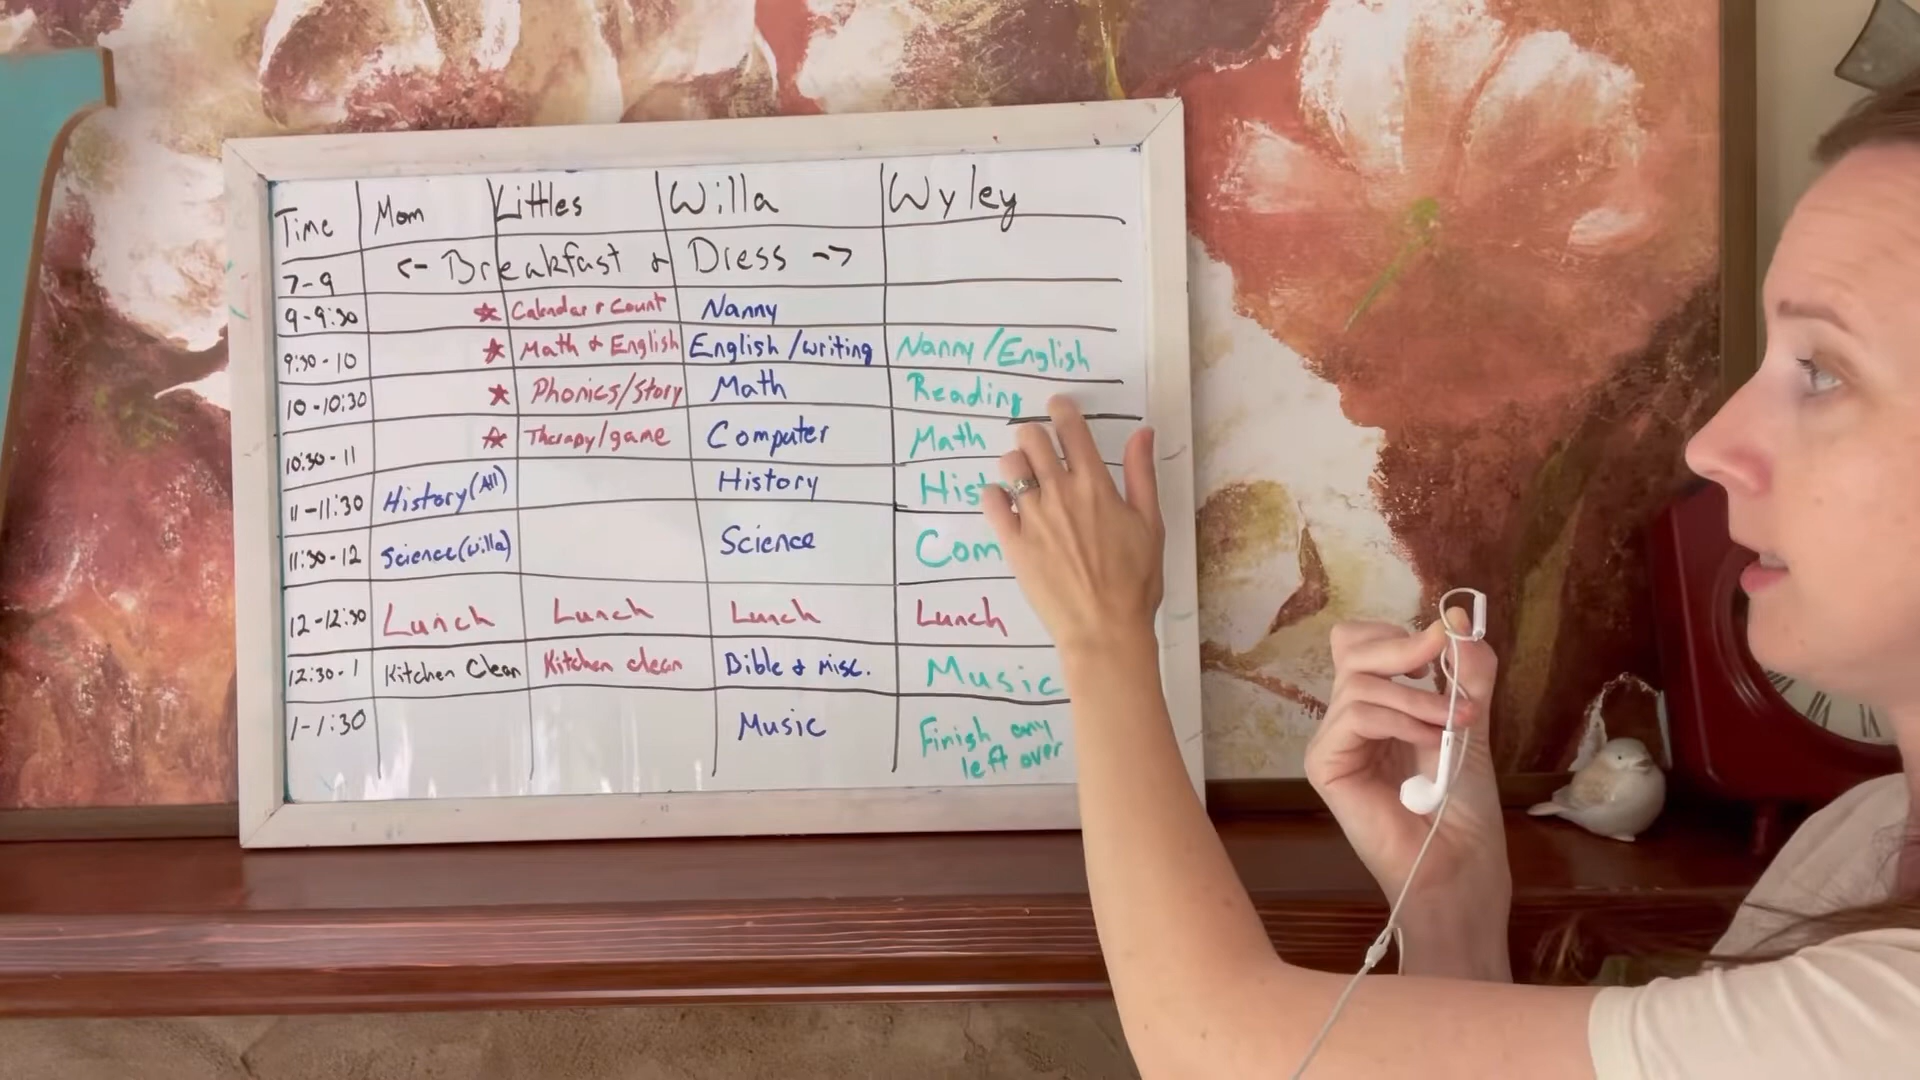 Time Mom Littles Willa Wyley
7-9 <- Breakfast & Dress ->
9-9:30 ★ Calendar & Count Nanny
9:30-10 ★ Math & English English/writing Nanny/English
10-10:30 ★ Phonics/Story Math Reading
10:30-11 ★ Therapy/game Computer Math
11-11:30 History(All) History Hist
11:30-12 Science(Willa) Science Com
12-12:30 Lunch Lunch Lunch Lunch
12:30-1 Kitchen Clean Kitchen clean Bible & Misc. Music
1-1:30 Music Finish any
left over